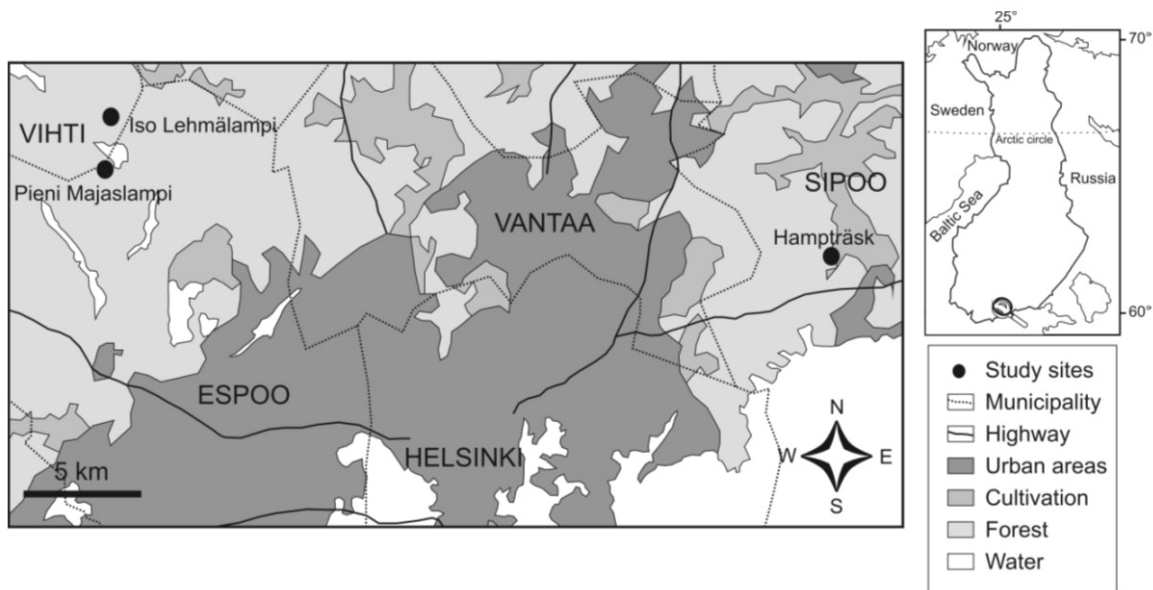 VIHTI
Iso Lehmälampi
Pieni Majaslampi
VANTAA
SIPOO
Hampträsk
ESPOO
HELSINKI
5 km
N
W
E
S
25°
70°
Norway
Sweden
Arctic circle
Russia
Baltic Sea
60°
Study sites
Municipality
Highway
Urban areas
Cultivation
Forest
Water